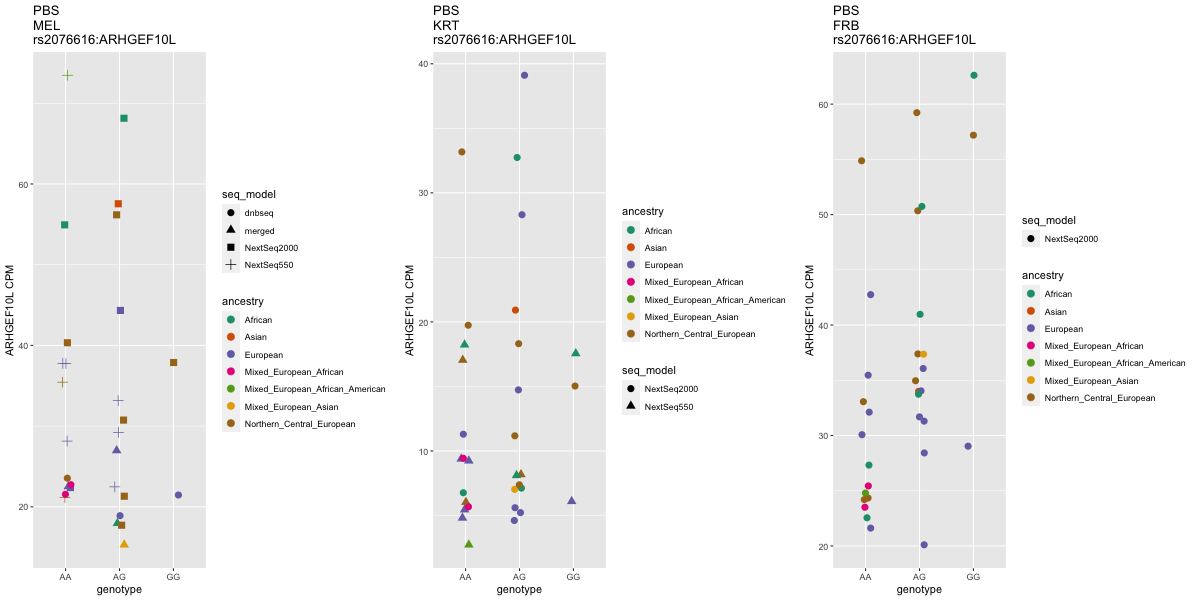 PBS
MEL
rs2076616:ARHGEF10L
ARHGEF10L CPM
60
40
20
AA
AG
GG
genotype
seq_model
dnbseq
merged
NextSeq2000
NextSeq550
ancestry
African
Asian
European
Mixed_European_African
Mixed_European_African_American
Mixed_European_Asian
Northern_Central_European
PBS
KRT
rs2076616:ARHGEF10L
ARHGEF10L CPM
40
30
20
10
AA
AG
GG
genotype
ancestry
African
Asian
European
Mixed_European_African
Mixed_European_African_American
Mixed_European_Asian
Northern_Central_European
seq_model
NextSeq2000
NextSeq550
PBS
FRB
rs2076616:ARHGEF10L
ARHGEF10L CPM
60
50
40
30
20
AA
AG
GG
genotype
seq_model
NextSeq2000
ancestry
African
Asian
European
Mixed_European_African
Mixed_European_African_American
Mixed_European_Asian
Northern_Central_European